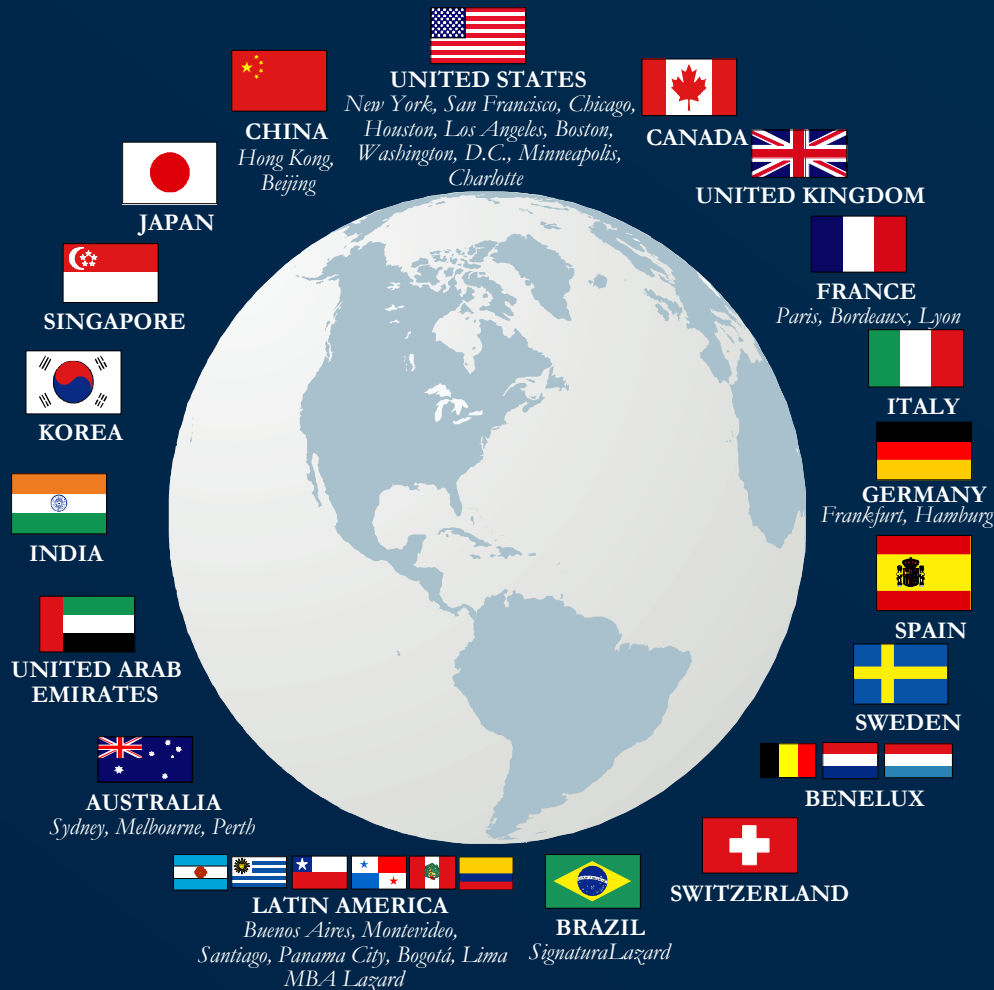 UNITED STATES
New York, San Francisco, Chicago,
Houston, Los Angeles, Boston,
Washington, D.C., Minneapolis,
Charlotte
CANADA
UNITED KINGDOM
FRANCE
Paris, Bordeaux, Lyon
ITALY
GERMANY
Frankfurt, Hamburg
SPAIN
SWEDEN
BENELUX
SWITZERLAND
BRAZIL
SignaturaLazard
LATIN AMERICA
Buenos Aires, Montevideo,
Santiago, Panama City, Bogotá, Lima
MBA Lazard
AUSTRALIA
Sydney, Melbourne, Perth
UNITED ARAB
EMIRATES
INDIA
KOREA
SINGAPORE
JAPAN
CHINA
Hong Kong,
Beijing